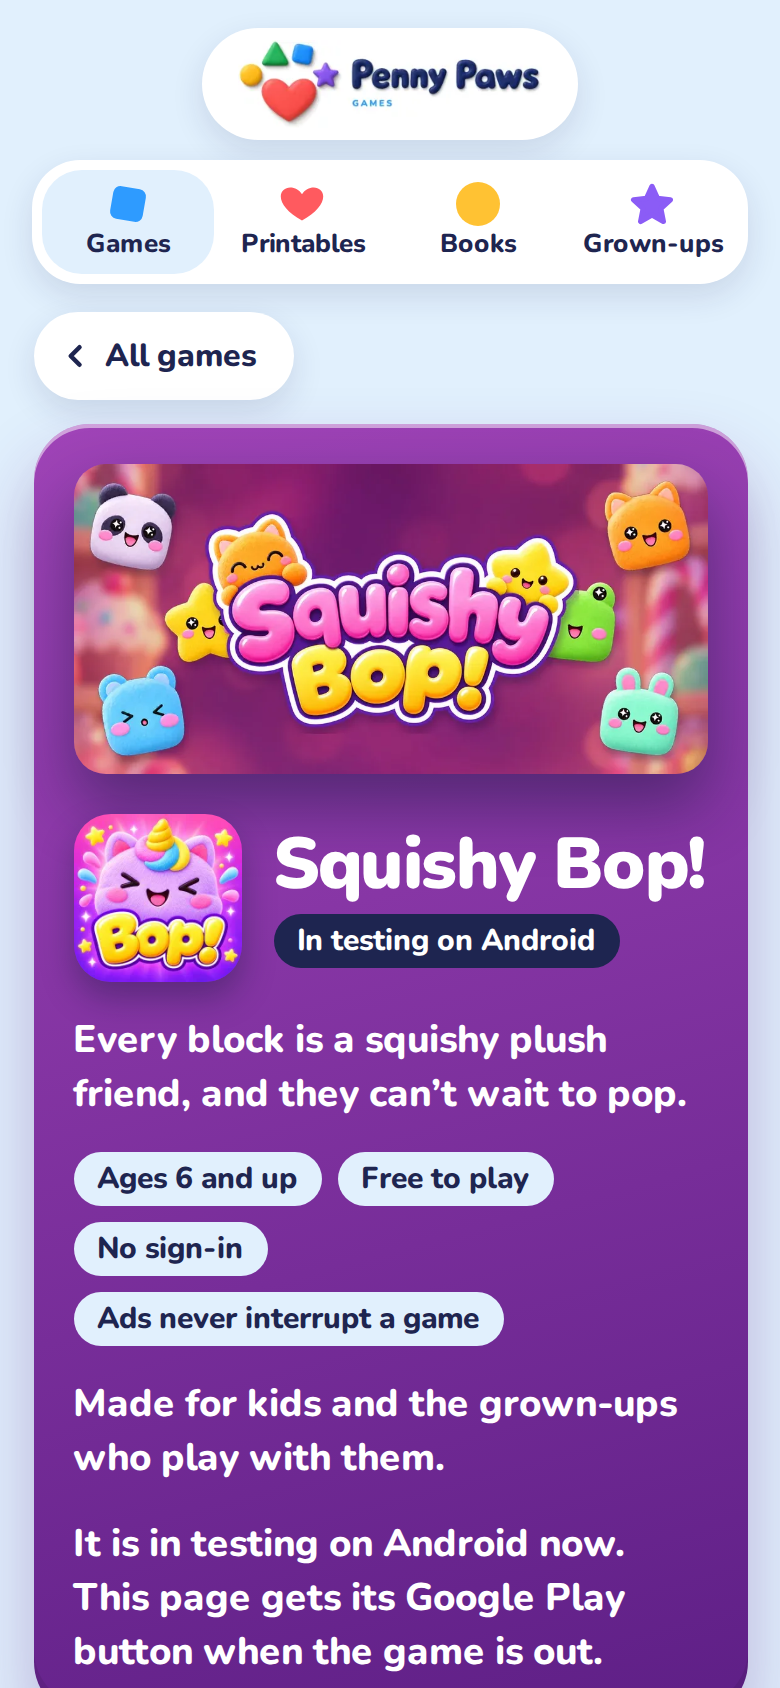 Penny Paws
GAMES
Games
Printables
Books
Grown-ups
All games
Squishy
Bop!
Bop!
Squishy Bop!
In testing on Android
Every block is a squishy plush
friend, and they can’t wait to pop.
Ages 6 and up
Free to play
No sign-in
Ads never interrupt a game
Made for kids and the grown-ups
who play with them.
It is in testing on Android now.
This page gets its Google Play
button when the game is out.